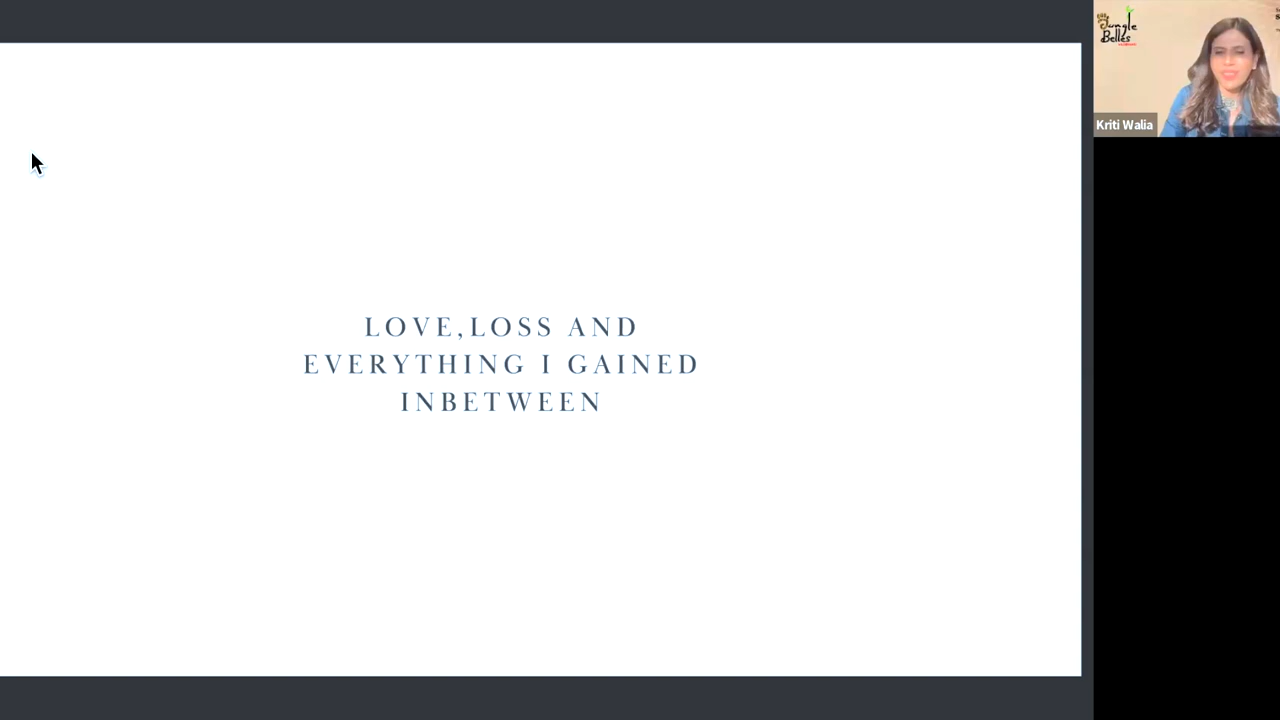 LOVE,LOSS AND
EVERYTHING I GAINED
INBETWEEN
Jungle
Belles
Kriti Walia